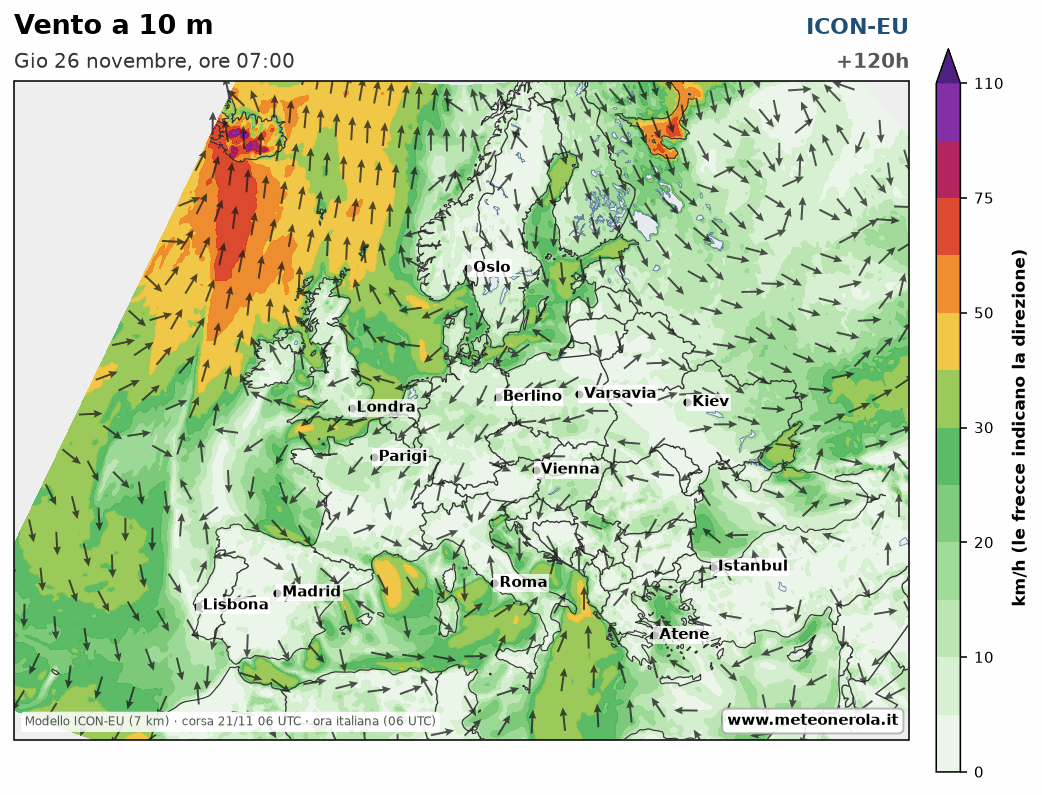 Vento a 10 m
ICON-EU
Gio 26 novembre, ore 07:00
+120h
Oslo
Berlino
Varsavia
Kiev
Londra
Parigi
Vienna
Istanbul
Roma
Madrid
Lisbona
Atene
Modello ICON-EU (7 km) · corsa 21/11 06 UTC · ora italiana (06 UTC)
www.meteonerola.it
110
75
50
30
20
10
0
km/h (le frecce indicano la direzione)